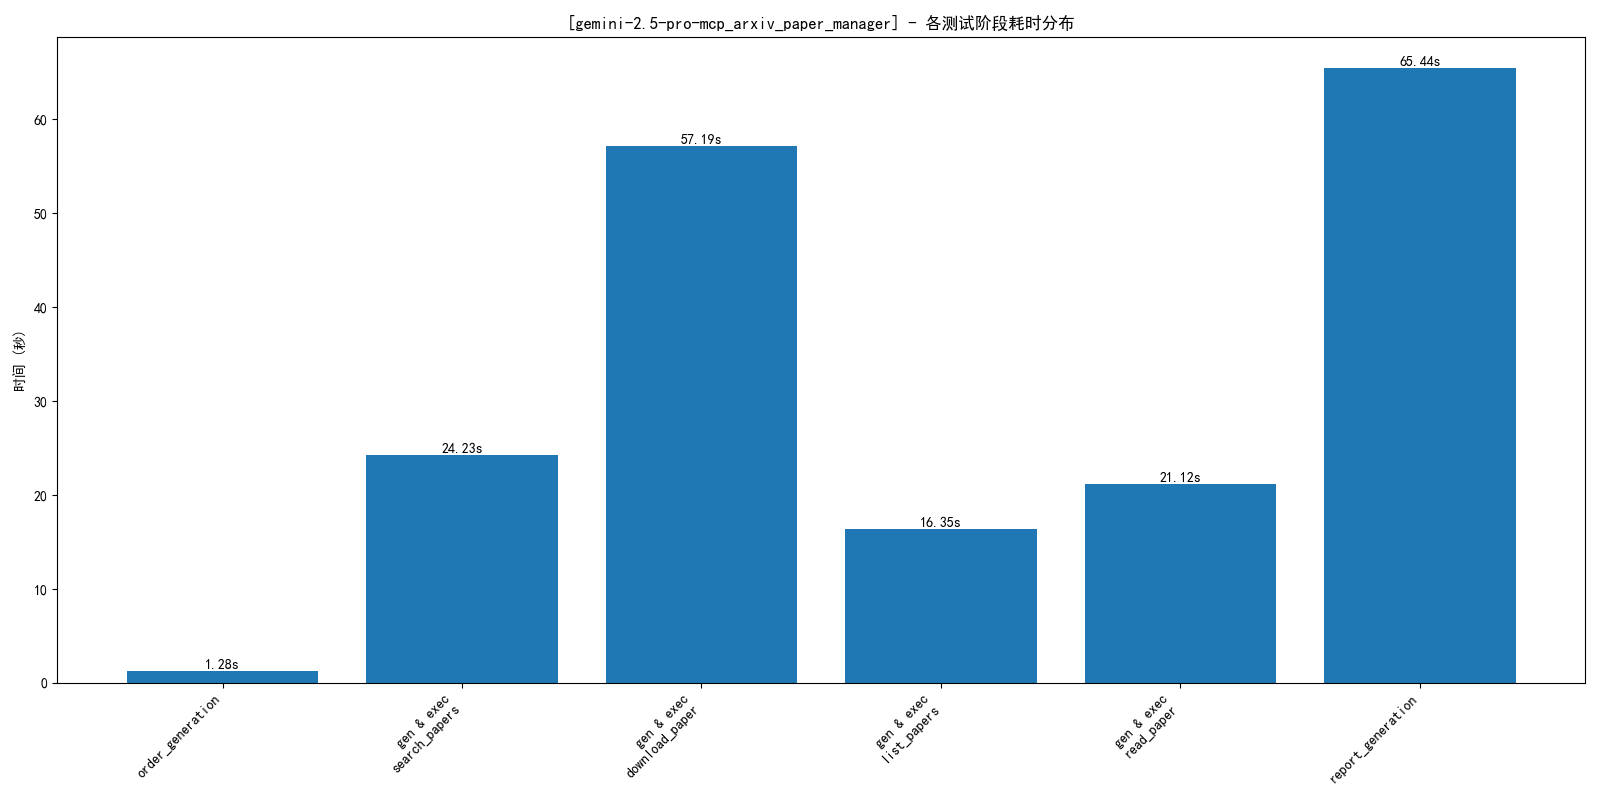 [gemini-2.5-pro-mcp_arxiv_paper_manager] - 各测试阶段耗时分布
时间 (秒)
60
50
40
30
20
10
0
1.28s
24.23s
57.19s
16.35s
21.12s
65.44s
order_generation
gen & exec
search_papers
gen & exec
download_paper
gen & exec
list_papers
gen & exec
read_paper
report_generation